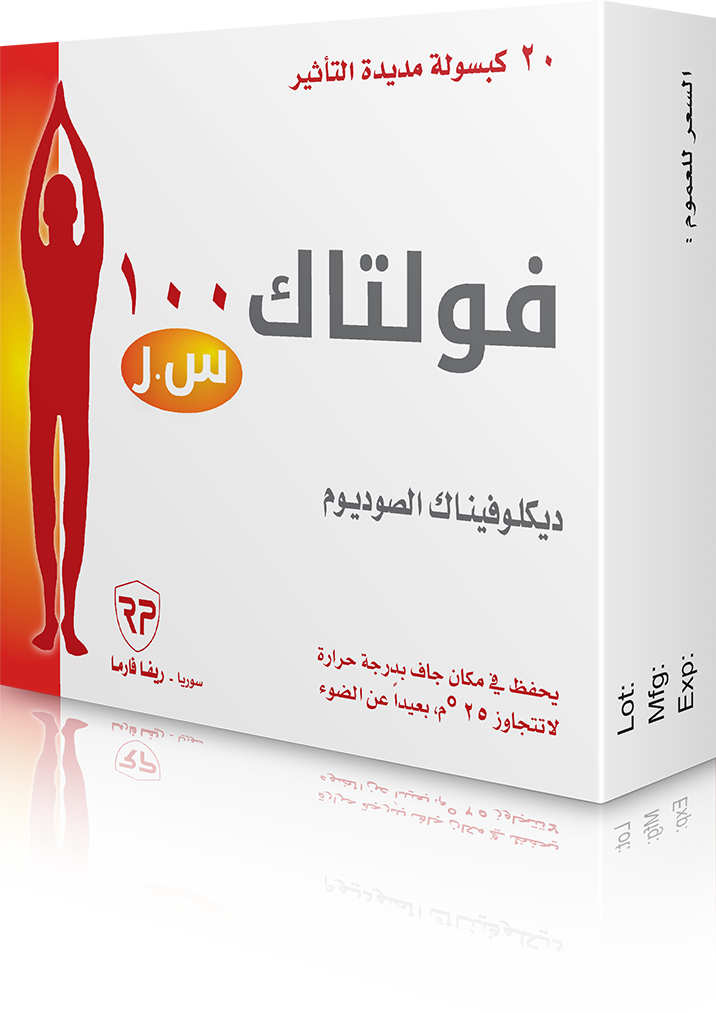 ٢٠ كبسولة مديدة التأثير
فولتاك ١٠٠
س.ر
ديكلوفيناك الصوديوم
RP
سوريا - ريفا فارما
يحفظ في مكان جاف بدرجة حرارة
لاتتجاوز ٢٥ °م، بعيداً عن الضوء
السعر للعموم :
Lot:
Mfg:
Exp: